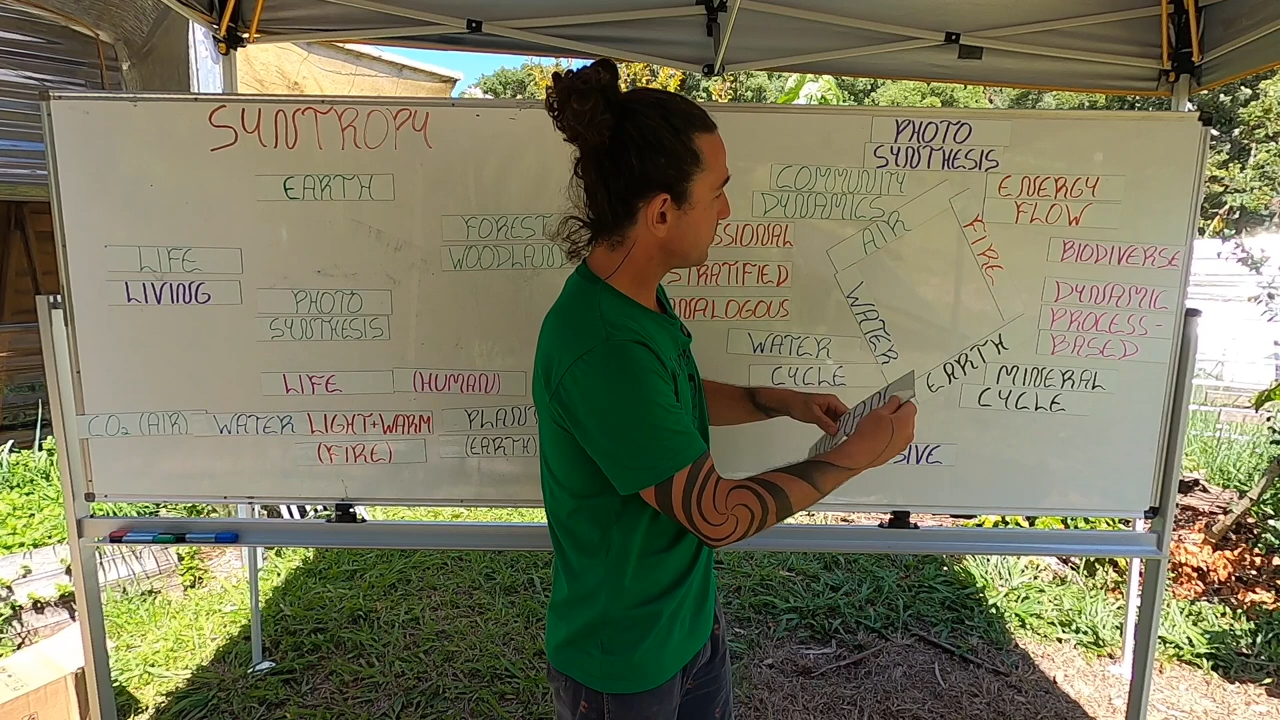 SYNTROPY
EARTH
LIFE
LIVING
PHOTO
SYNTHESIS
LIFE (HUMAN)
CO₂ (AIR) WATER LIGHT+WARM
(FIRE)
FOREST
WOODLAND
PLANT
(EARTH)
SSIONAL
STRATIFIED
ANALOGOUS
WATER
CYCLE
PHOTO
SYNTHESIS
COMMUNITY
DYNAMICS
ENERGY
FLOW
AIR
FIRE
WATER
EARTH
BIODIVERSE
DYNAMIC
PROCESS-
BASED
MINERAL
CYCLE
SIVE